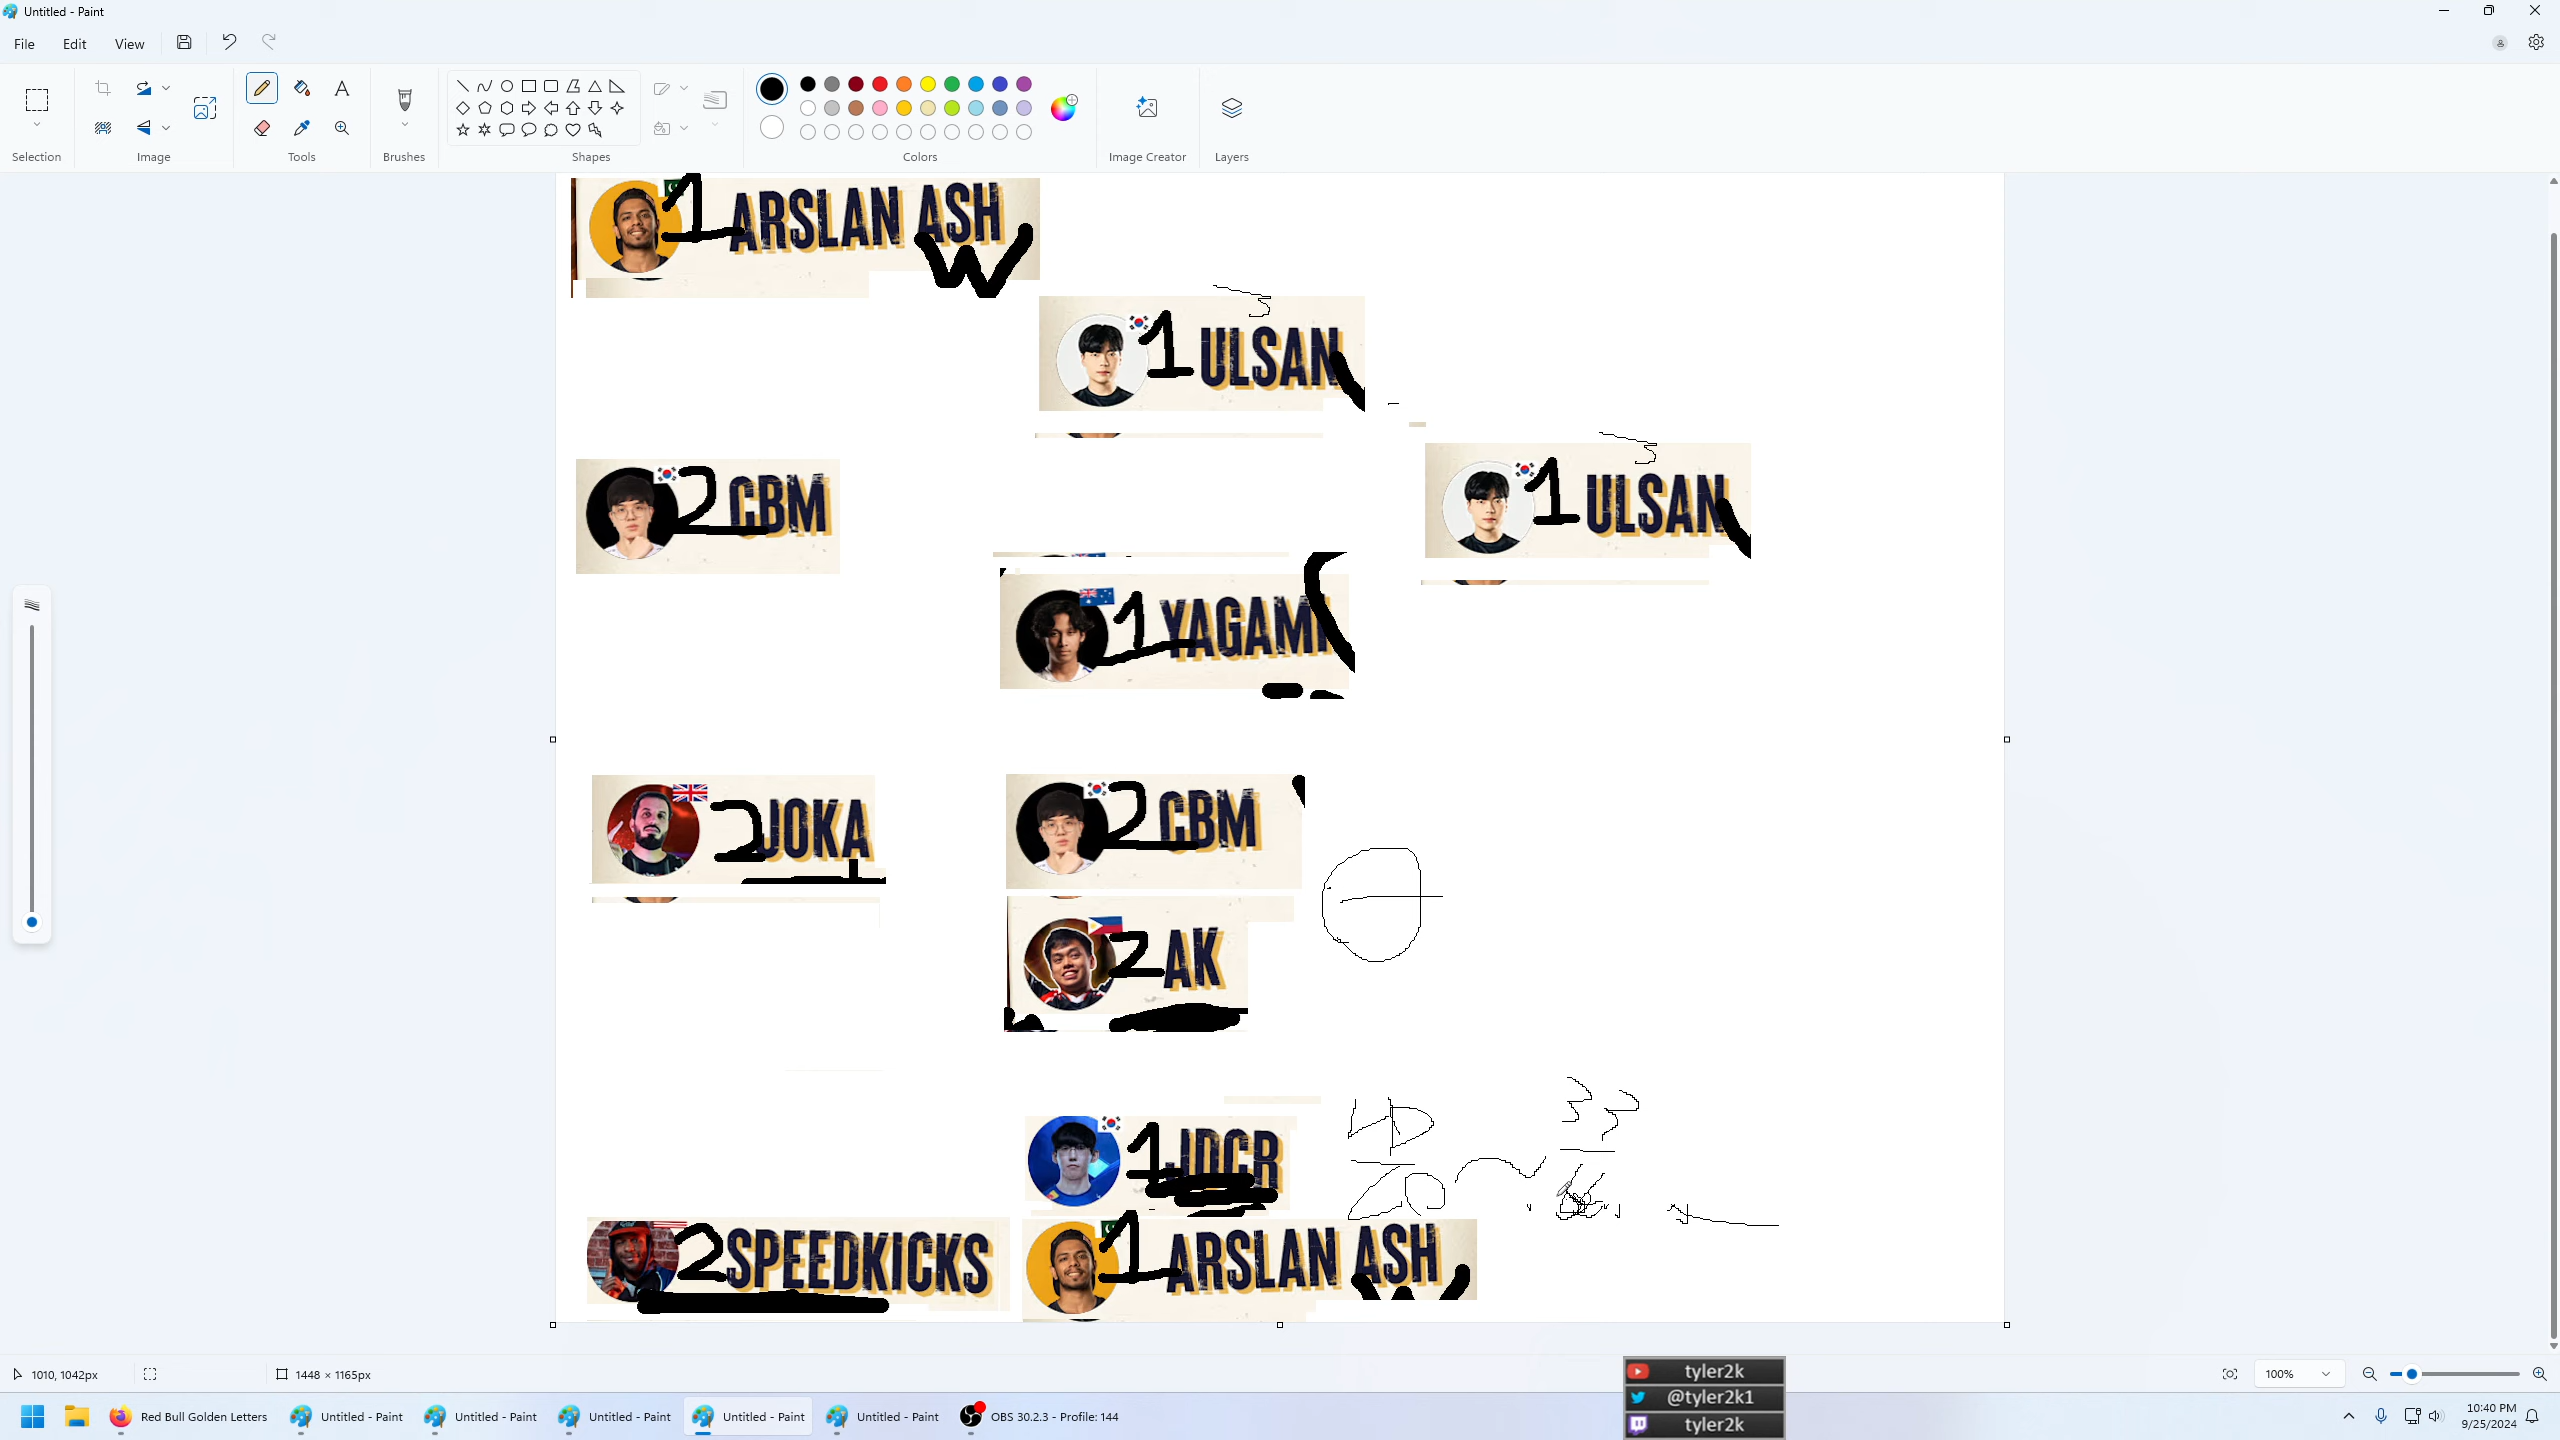 Untitled - Paint
File Edit View
Selection Image Tools Brushes Shapes Colors Image Creator Layers
1 ARSLAN ASH
W
3
1 ULSAN
2 CBM
3
1 ULSAN
1 YAGAMI
2 JOKA
2 CBM
2 AK
1 JDCR
2 SPEEDKICKS
1 ARSLAN ASH
W
1010, 1042px
1448 × 1165px
100%
tyler2k
@tyler2k1
tyler2k
Red Bull Golden Letters
Untitled - Paint
Untitled - Paint
Untitled - Paint
Untitled - Paint
Untitled - Paint
OBS 30.2.3 - Profile: 144
10:40 PM
9/25/2024